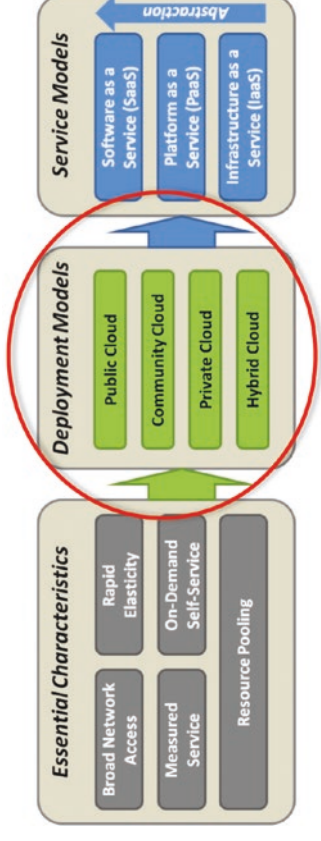 Essential Characteristics
Broad Network
Access
Rapid
Elasticity
Measured
Service
On-Demand
Self-Service
Resource Pooling
Deployment Models
Public Cloud
Community Cloud
Private Cloud
Hybrid Cloud
Service Models
Software as a
Service (SaaS)
Platform as a
Service (PaaS)
Infrastructure as a
Service (IaaS)
Abstraction